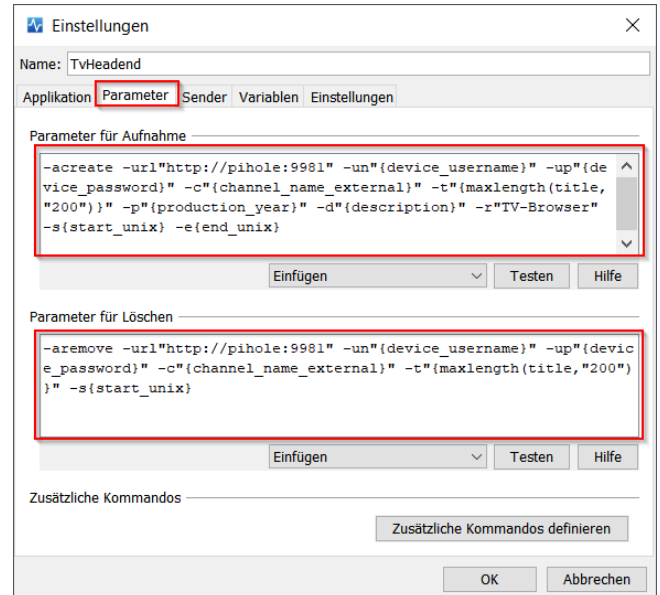 Einstellungen
Name: TvHeadend
Applikation Parameter Sender Variablen Einstellungen
Parameter für Aufnahme
-acreate -url"http://pihole:9981" -un"{device_username}" -up"{de
vice_password}" -c"{channel_name_external}" -t"{maxlength(title,
"200")}" -p"{production_year}" -d"{description}" -r"TV-Browser"
-s{start_unix} -e{end_unix}
Einfügen Testen Hilfe
Parameter für Löschen
-aremove -url"http://pihole:9981" -un"{device_username}" -up"{devic
e_password}" -c"{channel_name_external}" -t"{maxlength(title,"200")
}" -s{start_unix}
Einfügen Testen Hilfe
Zusätzliche Kommandos
Zusätzliche Kommandos definieren
OK Abbrechen